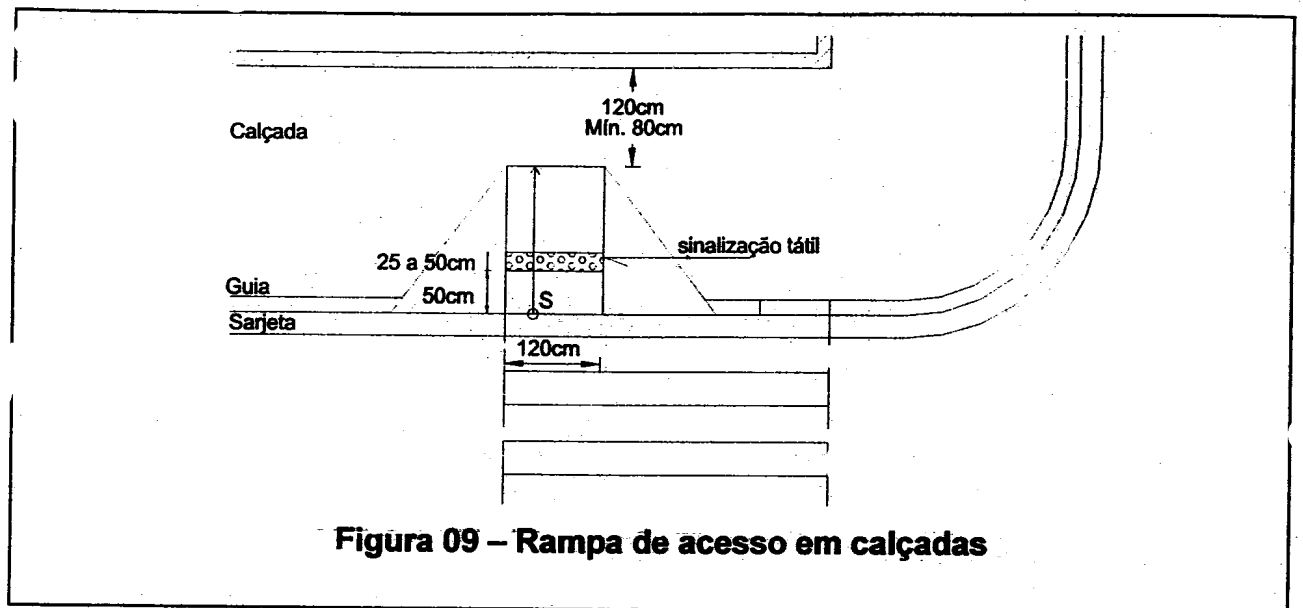 120cm
Mín. 80cm
Calçada
sinalização tátil
25 a 50cm
Guia
50cm
S
Sarjeta
120cm
Figura 09 – Rampa de acesso em calçadas